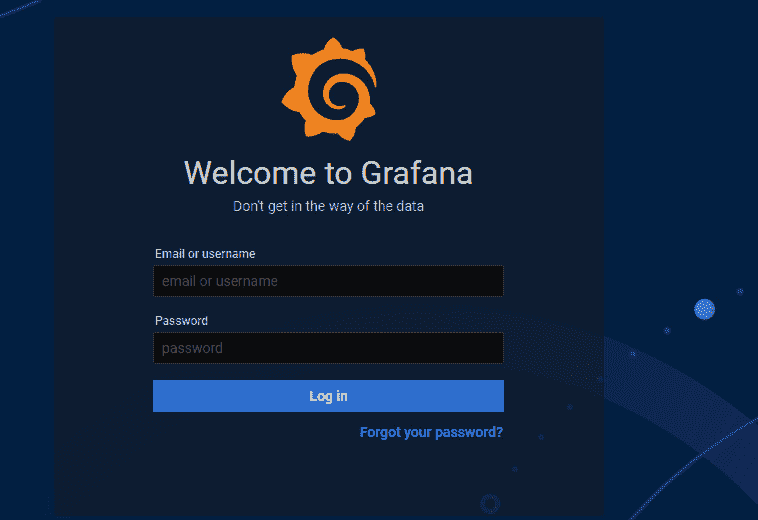 Welcome to Grafana
Don't get in the way of the data
Email or username
email or username
Password
password
Log in
Forgot your password?